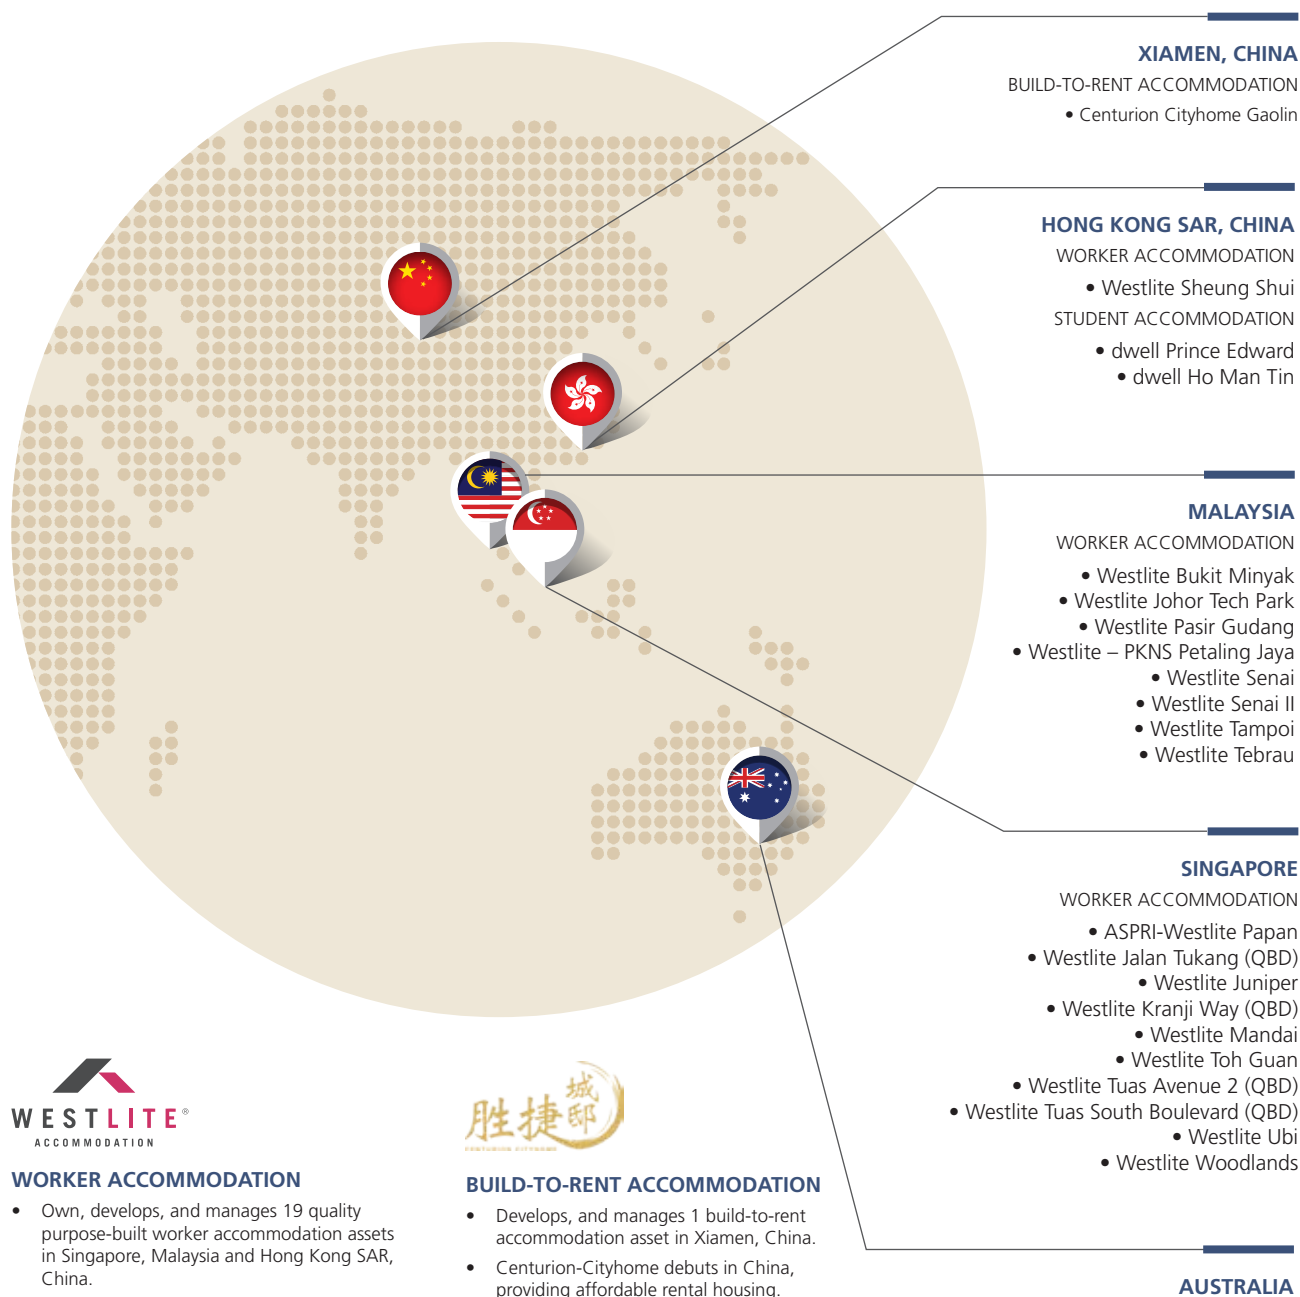 XIAMEN, CHINA
BUILD-TO-RENT ACCOMMODATION
• Centurion Cityhome Gaolin
HONG KONG SAR, CHINA
WORKER ACCOMMODATION
• Westlite Sheung Shui
STUDENT ACCOMMODATION
• dwell Prince Edward
• dwell Ho Man Tin
MALAYSIA
WORKER ACCOMMODATION
• Westlite Bukit Minyak
• Westlite Johor Tech Park
• Westlite Pasir Gudang
• Westlite – PKNS Petaling Jaya
• Westlite Senai
• Westlite Senai II
• Westlite Tampoi
• Westlite Tebrau
SINGAPORE
WORKER ACCOMMODATION
• ASPRI-Westlite Papan
• Westlite Jalan Tukang (QBD)
• Westlite Juniper
• Westlite Kranji Way (QBD)
• Westlite Mandai
• Westlite Toh Guan
• Westlite Tuas Avenue 2 (QBD)
• Westlite Tuas South Boulevard (QBD)
• Westlite Ubi
• Westlite Woodlands
AUSTRALIA
WESTLITE®
ACCOMMODATION
WORKER ACCOMMODATION
• Own, develops, and manages 19 quality
purpose-built worker accommodation assets
in Singapore, Malaysia and Hong Kong SAR,
China.
胜捷城邸
CENTURION CITYHOME
BUILD-TO-RENT ACCOMMODATION
• Develops, and manages 1 build-to-rent
accommodation asset in Xiamen, China.
• Centurion-Cityhome debuts in China,
providing affordable rental housing.